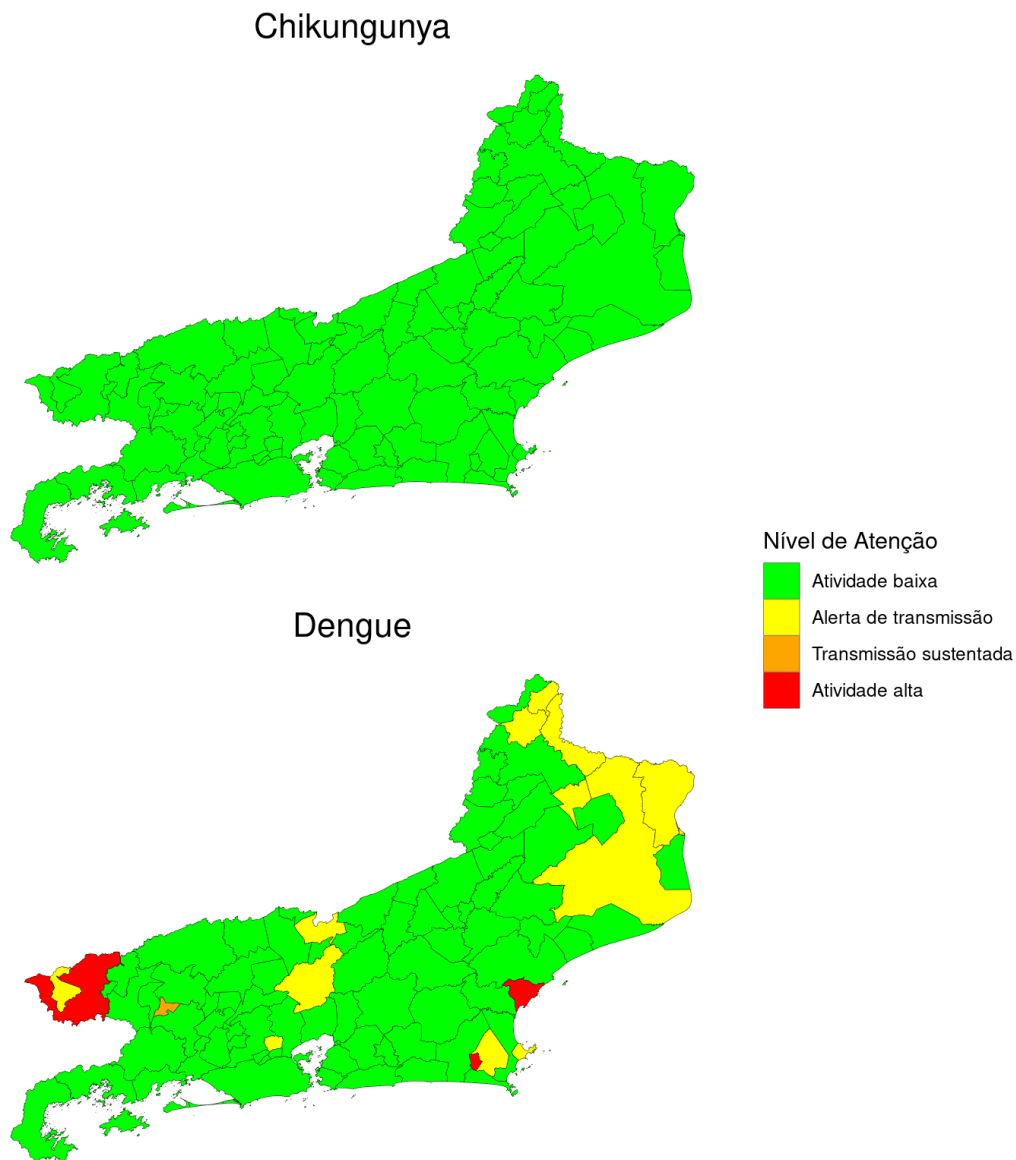 Chikungunya
Nível de Atenção
Atividade baixa
Alerta de transmissão
Transmissão sustentada
Atividade alta
Dengue